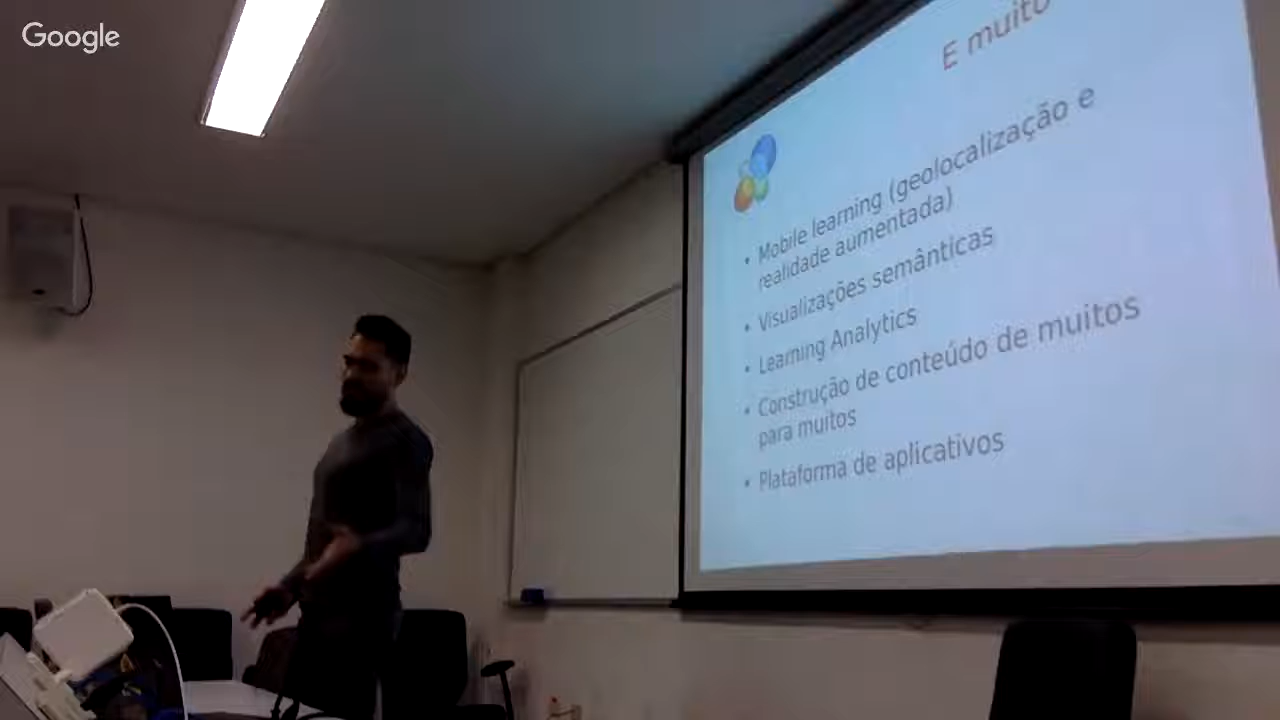 Google
E muito
• Mobile learning (geolocalização e
realidade aumentada)
• Visualizações semânticas
• Learning Analytics
• Construção de conteúdo de muitos
para muitos
• Plataforma de aplicativos